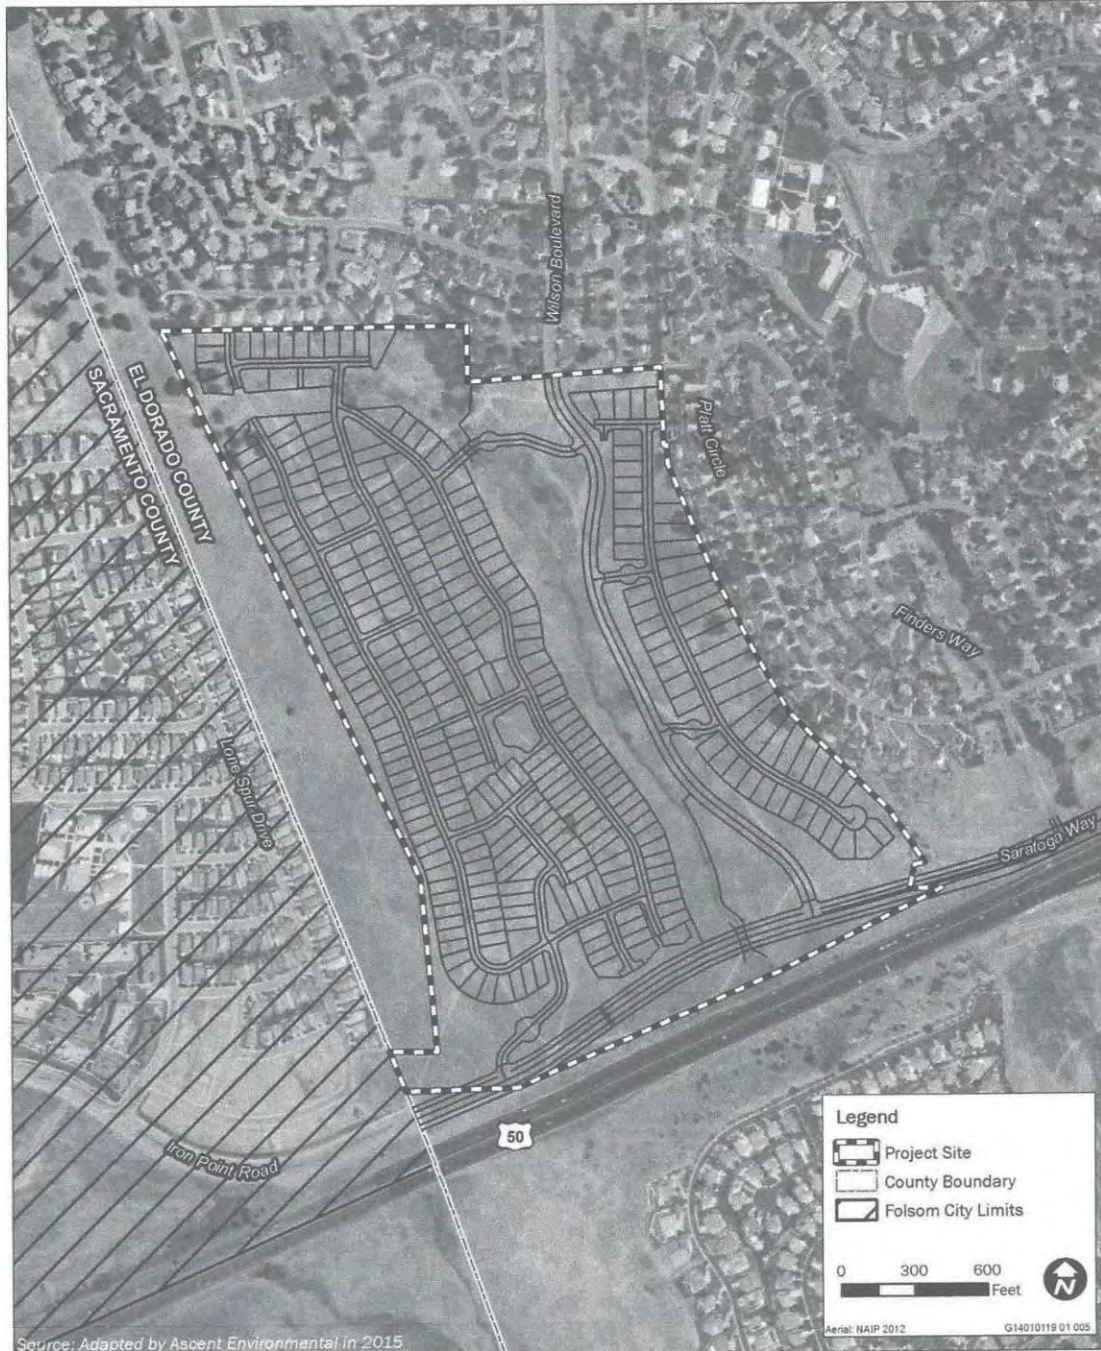 Wilson Boulevard
EL DORADO COUNTY
SACRAMENTO COUNTY
Platt Circle
Finders Way
Lone Spur Drive
Saratoga Way
50
Iron Point Road
Legend
Project Site
County Boundary
Folsom City Limits
0 300 600
Feet
N
Aerial: NAIP 2012
G14010119 01 005
Source: Adapted by Ascent Environmental in 2015